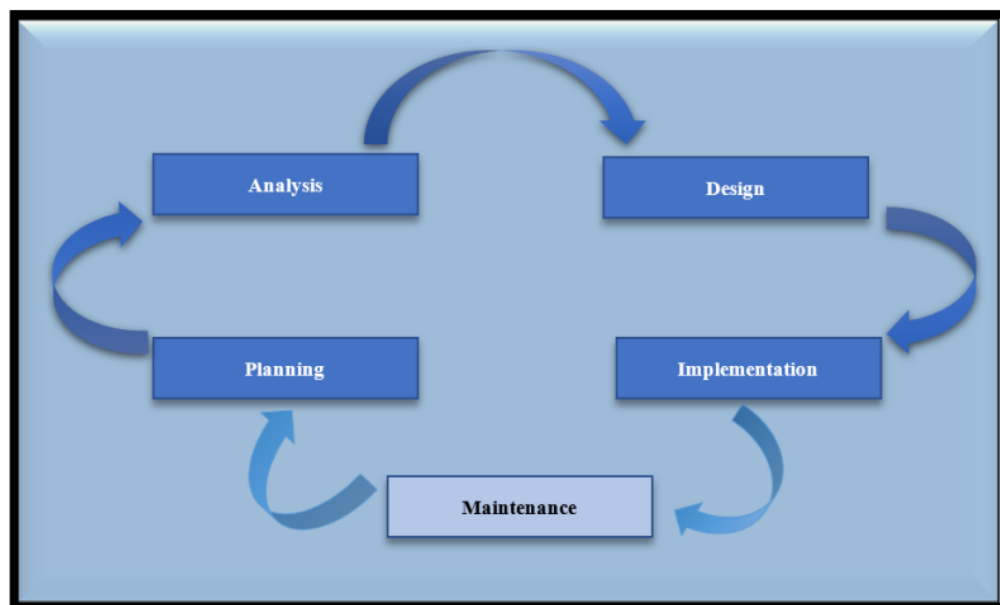 Analysis
Design
Planning
Implementation
Maintenance